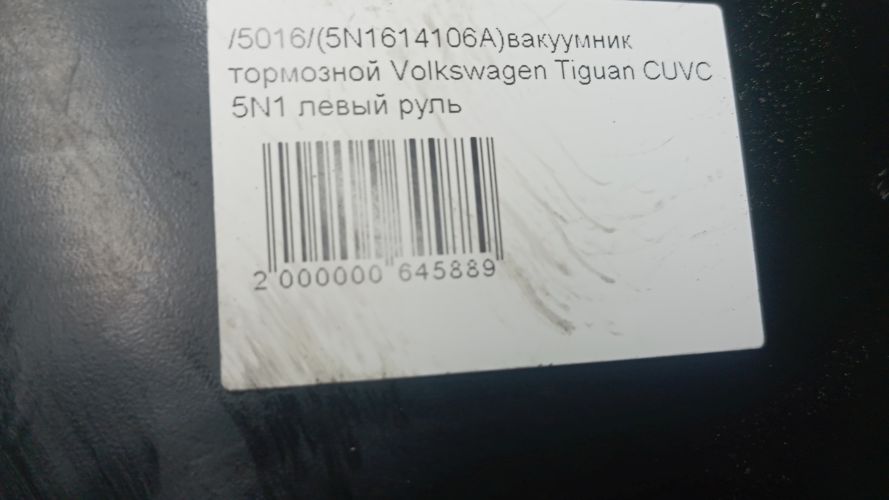 /5016/(5N1614106A)вакуумник
тормозной Volkswagen Tiguan CUVC
5N1 левый руль
2 000000 645889